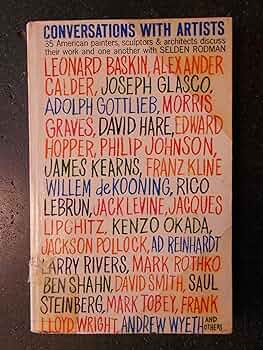 CONVERSATIONS WITH ARTISTS
35 American painters, sculptors & architects discuss
their work and one another with SELDEN RODMAN
LEONARD BASKIN, ALEXANDER
CALDER, JOSEPH GLASCO,
ADOLPH GOTTLIEB, MORRIS
GRAVES, DAVID HARE, EDWARD
HOPPER, PHILIP JOHNSON,
JAMES KEARNS, FRANZ KLINE
WILLEM deKOONING, RICO
LEBRUN, JACK LEVINE, JACQUES
LIPCHITZ, KENZO OKADA,
JACKSON POLLOCK, AD REINHARDT
LARRY RIVERS, MARK ROTHKO
BEN SHAHN, DAVID SMITH, SAUL
STEINBERG, MARK TOBEY, FRANK
LLOYD WRIGHT, ANDREW WYETH AND
OTHERS